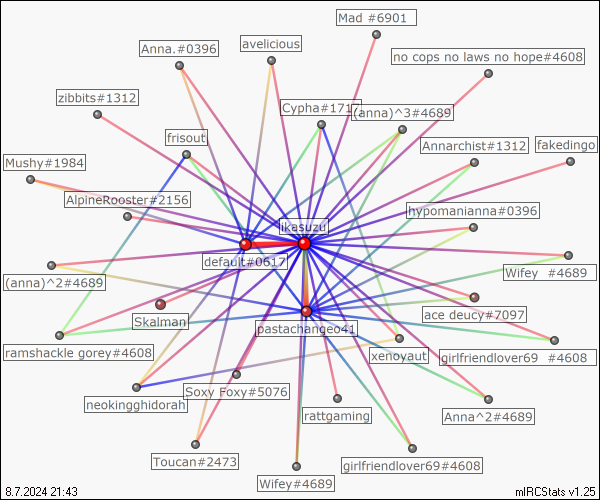 Mad #6901
Anna.#0396
avelicious
no cops no laws no hope#4608
zibbits#1312
Cypha#171
(anna)^3#4689
frisout
Annarchist#1312
fakedingo
Mushy#1984
AlpineRooster#2156
hypomanianna#0396
ikasuzu
default#0617
(anna)^2#4689
Wifey #4689
Skalman
pastachangeo41
ace deucy#7097
ramshackle gorey#4608
xenoyaut
girlfriendlover69 #4608
neokingghidorah
Soxy Foxy#5076
rattgaming
Anna^2#4689
Toucan#2473
Wifey#4689
girlfriendlover69#4608
8.7.2024 21:43
mIRCStats v1.25